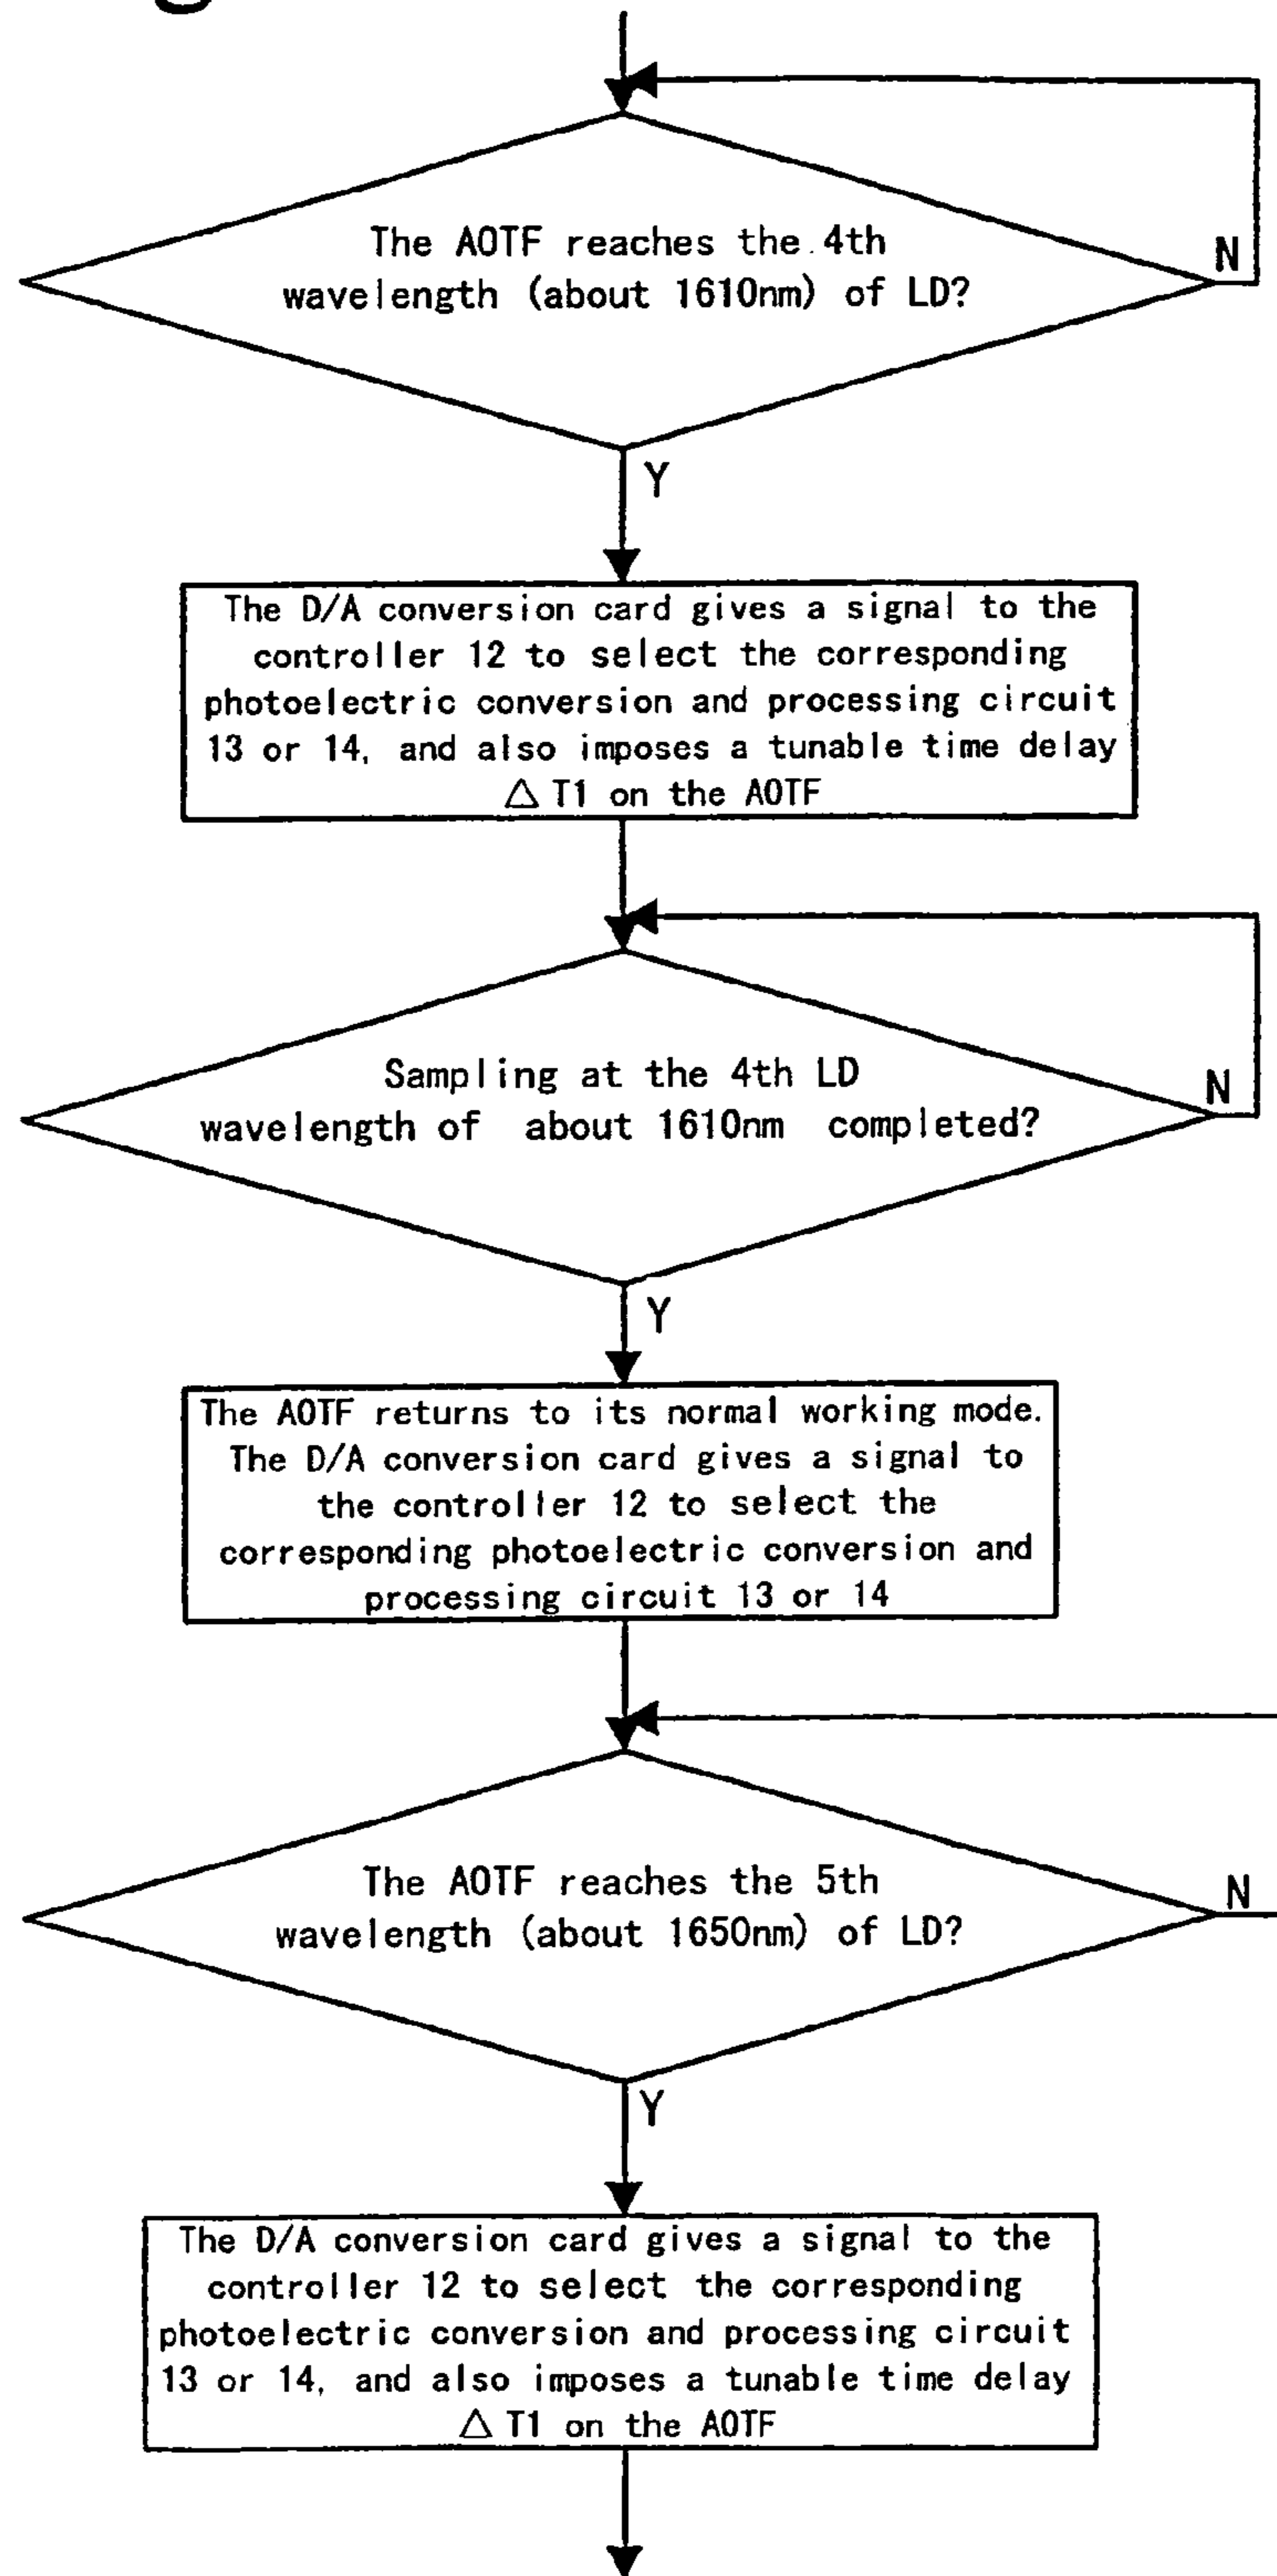 The AOTF reaches the 4th
wavelength (about 1610nm) of LD?
N
Y
The D/A conversion card gives a signal to the
controller 12 to select the corresponding
photoelectric conversion and processing circuit
13 or 14, and also imposes a tunable time delay
△ T1 on the AOTF
Sampling at the 4th LD
wavelength of about 1610nm completed?
N
Y
The AOTF returns to its normal working mode.
The D/A conversion card gives a signal to
the controller 12 to select the
corresponding photoelectric conversion and
processing circuit 13 or 14
The AOTF reaches the 5th
wavelength (about 1650nm) of LD?
N
Y
The D/A conversion card gives a signal to the
controller 12 to select the corresponding
photoelectric conversion and processing circuit
13 or 14, and also imposes a tunable time delay
△ T1 on the AOTF